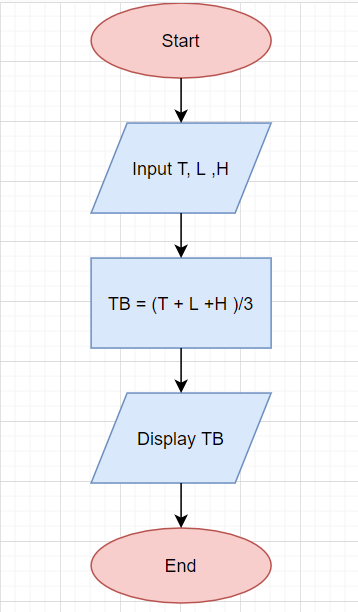 Start
Input T, L ,H
TB = (T + L +H )/3
Display TB
End